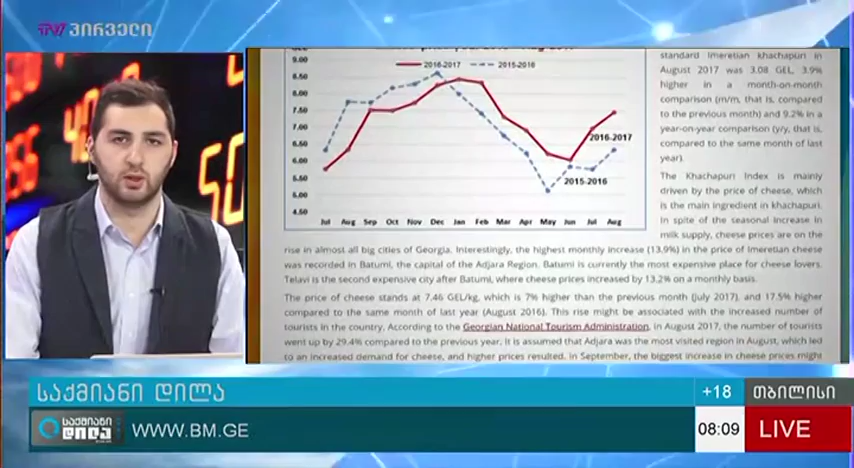 TV პირველი
9.00
8.50
8.00
7.50
7.00
6.50
6.00
5.50
5.00
4.50
2016-2017
2015-2016
2016-2017
2015-2016
Jul Aug Sep Oct Nov Dec Jan Feb Mar Apr May Jun Jul Aug
standard Imeretian khachapuri in
August 2017 was 3.08 GEL, 3.9%
higher in a month-on-month
comparison (m/m, that is, compared
to the previous month) and 9.2% in a
year-on-year comparison (y/y, that is,
compared to the same month of last
year).
The Khachapuri Index is mainly
driven by the price of cheese, which
is the main ingredient in khachapuri.
In spite of the seasonal increase in
milk supply, cheese prices are on the
rise in almost all big cities of Georgia. Interestingly, the highest monthly increase (13.9%) in the price of Imeretian cheese
was recorded in Batumi, the capital of the Adjara Region. Batumi is currently the most expensive place for cheese lovers.
Telavi is the second expensive city after Batumi, where cheese prices increased by 13.2% on a monthly basis.
The price of cheese stands at 7.46 GEL/kg, which is 7% higher than the previous month (July 2017), and 17.5% higher
compared to the same month of last year (August 2016). This rise might be associated with the increased number of
tourists in the country. According to the Georgian National Tourism Administration, in August 2017, the number of tourists
went up by 29.4% compared to the previous year. It is assumed that Adjara was the most visited region in August, which led
to an increased demand for cheese, and higher prices resulted. In September, the biggest increase in cheese prices might
საქმიანი დილა
+18 თბილისი
საქმიანი
დილა
WWW.BM.GE
08:09 LIVE